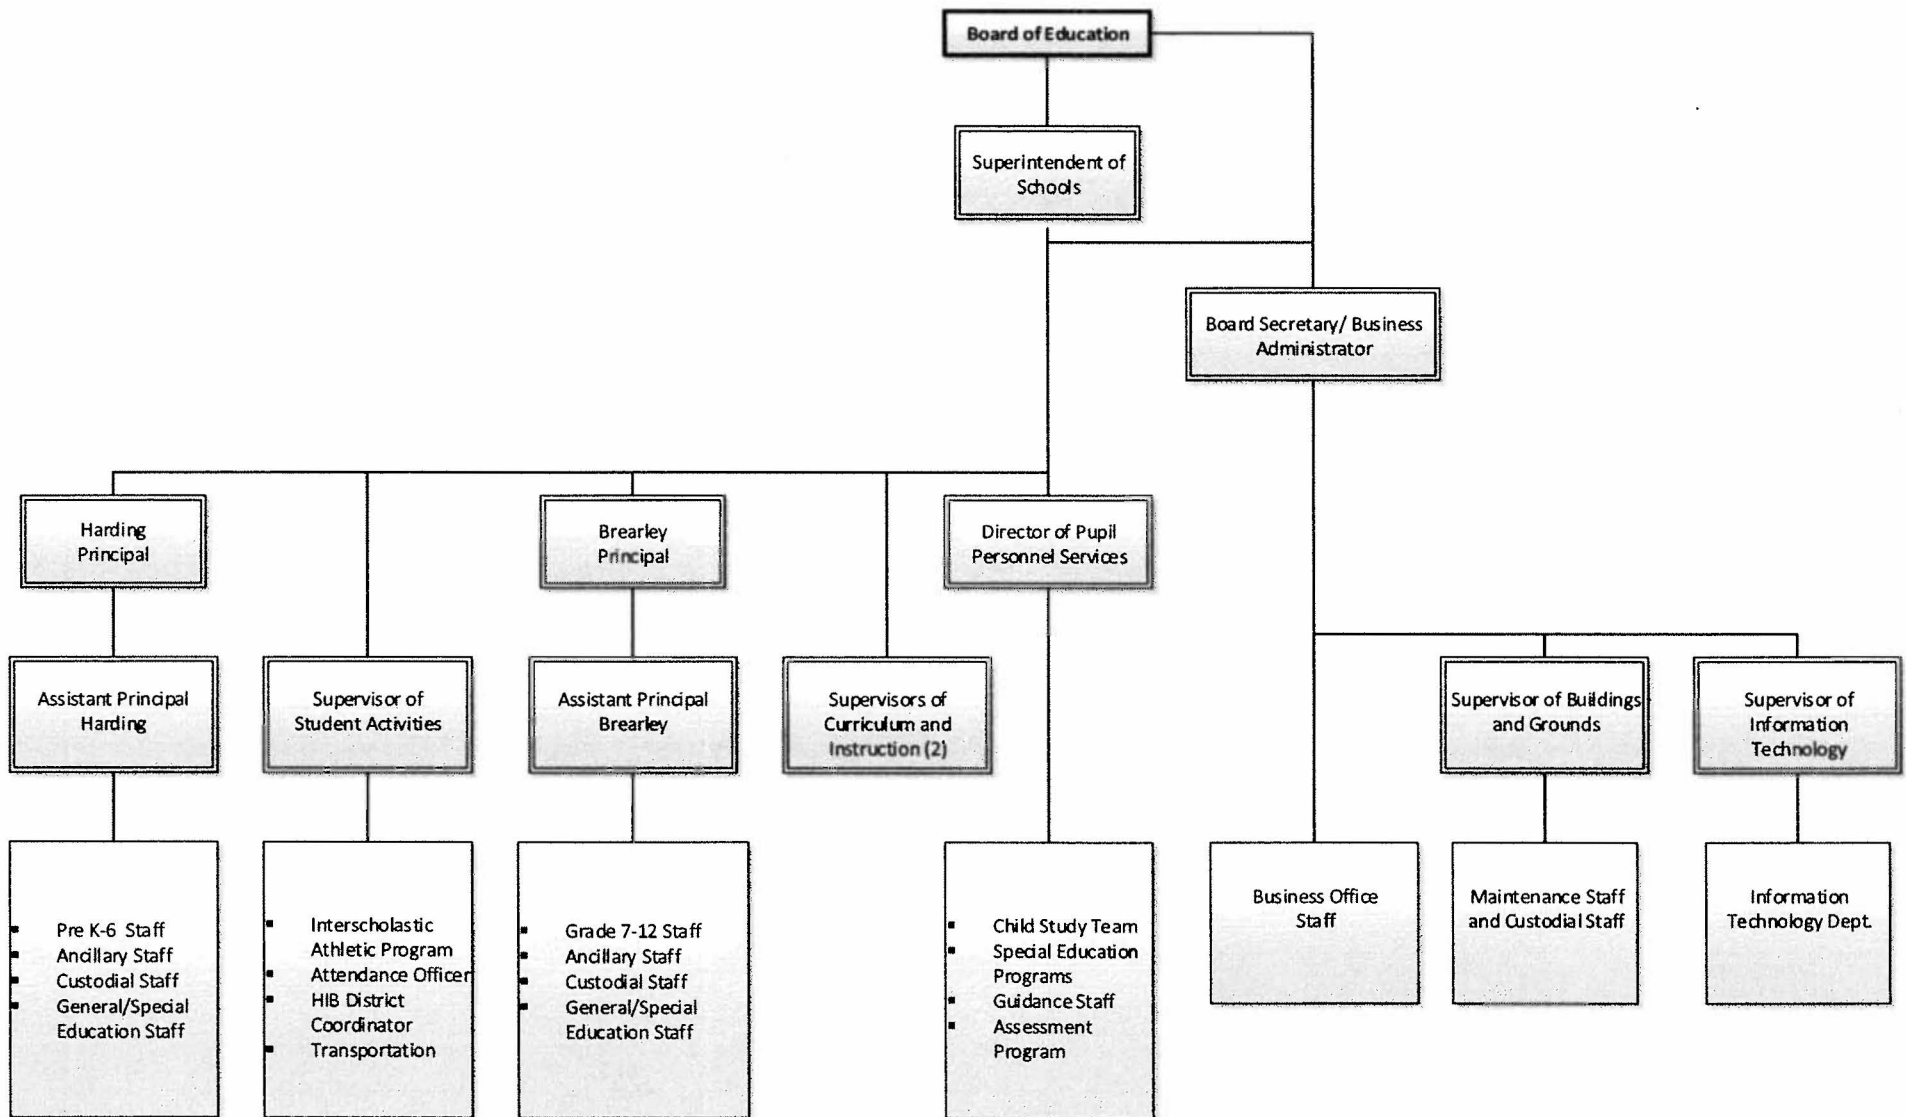 Board of Education
Superintendent of
Schools
Board Secretary/ Business
Administrator
Harding
Principal
Brearley
Principal
Director of Pupil
Personnel Services
Assistant Principal
Harding
Supervisor of
Student Activities
Assistant Principal
Brearley
Supervisors of
Curriculum and
Instruction (2)
Supervisor of Buildings
and Grounds
Supervisor of
Information
Technology
▪ Pre K-6 Staff
▪ Ancillary Staff
▪ Custodial Staff
▪ General/Special
Education Staff
▪ Interscholastic
Athletic Program
▪ Attendance Officer
▪ HIB District
Coordinator
▪ Transportation
▪ Grade 7-12 Staff
▪ Ancillary Staff
▪ Custodial Staff
▪ General/Special
Education Staff
▪ Child Study Team
▪ Special Education
Programs
▪ Guidance Staff
▪ Assessment
Program
Business Office
Staff
Maintenance Staff
and Custodial Staff
Information
Technology Dept.